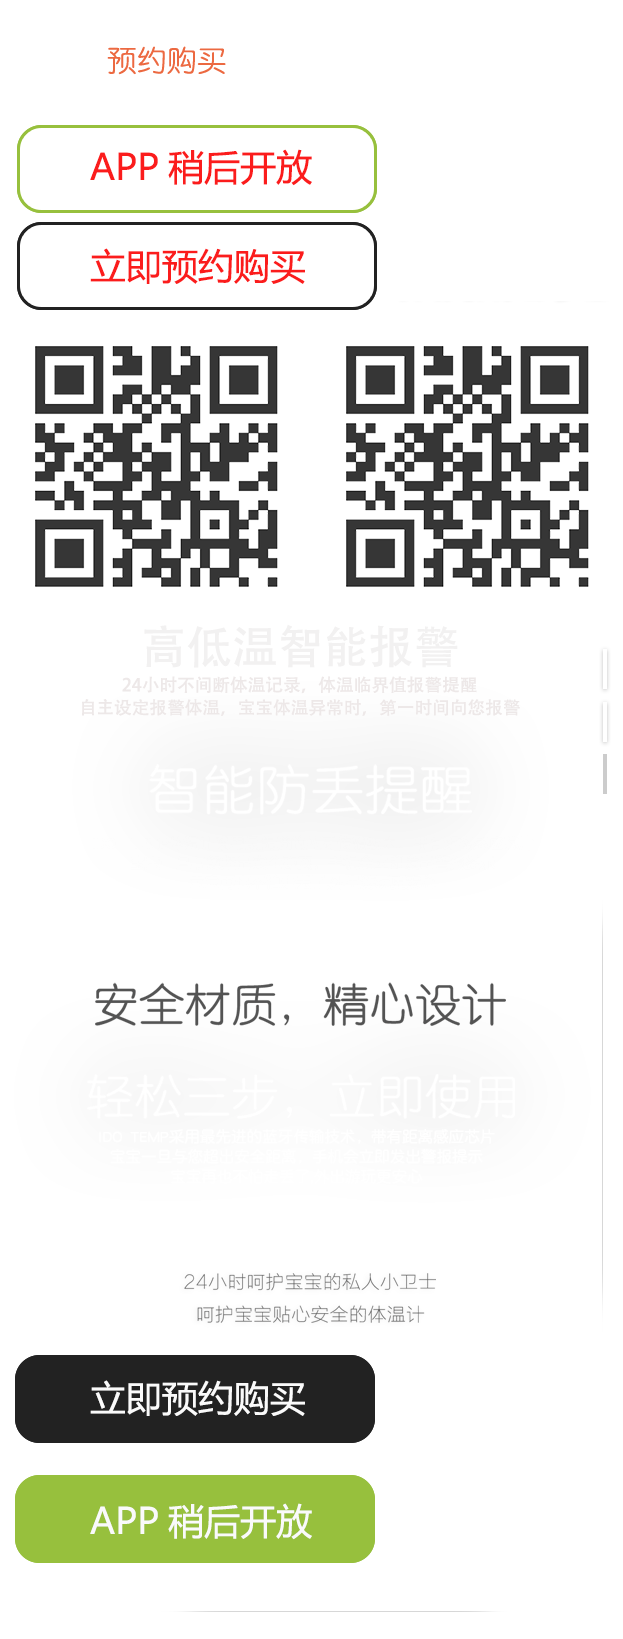 预约购买
APP 稍后开放
立即预约购买
高低温智能报警
24小时不间断体温记录，体温临界值报警提醒
自主设定报警体温，宝宝体温异常时，第一时间向您报警
智能防丢提醒
安全材质，精心设计
轻松三步，立即使用
24小时呵护宝宝的私人小卫士
呵护宝宝贴心安全的体温计
立即预约购买
APP 稍后开放